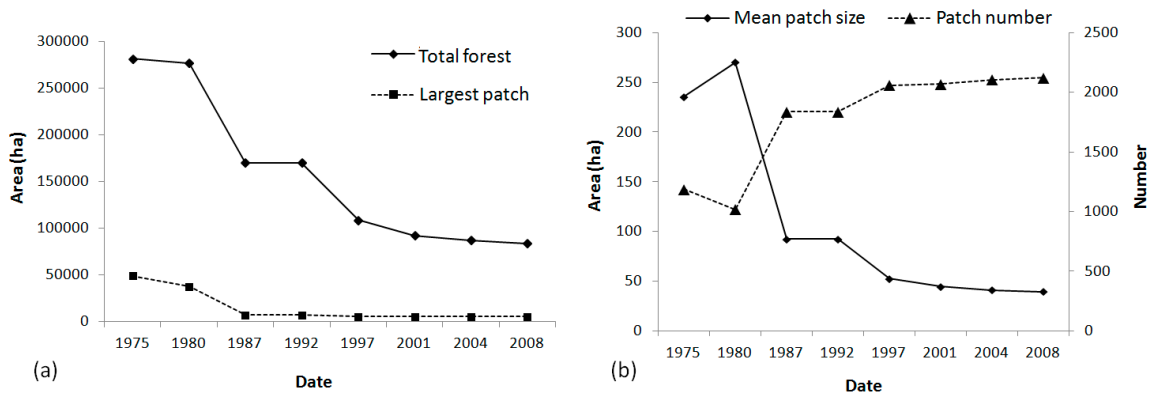 300000
250000
200000
150000
100000
50000
0
Area (ha)
Total forest
Largest patch
1975 1980 1987 1992 1997 2001 2004 2008
Date
(a)
Mean patch size Patch number
300
250
200
150
100
50
0
Area (ha)
2500
2000
1500
1000
500
0
Number
1975 1980 1987 1992 1997 2001 2004 2008
Date
(b)